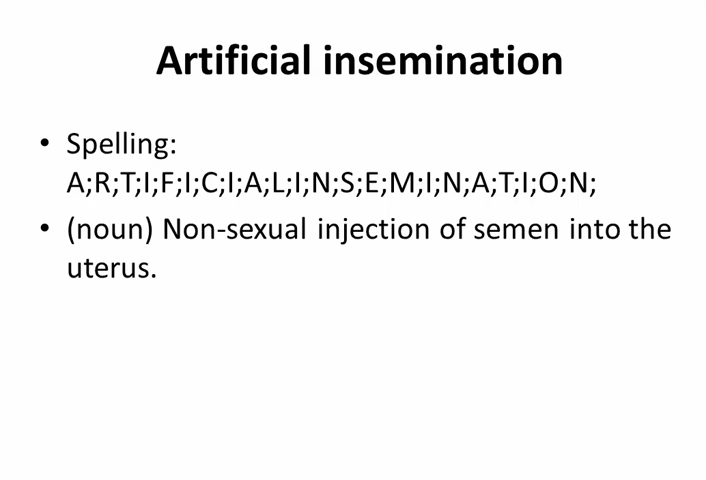 Artificial insemination
• Spelling:
A;R;T;I;F;I;C;I;A;L;I;N;S;E;M;I;N;A;T;I;O;N;
• (noun) Non-sexual injection of semen into the
uterus.